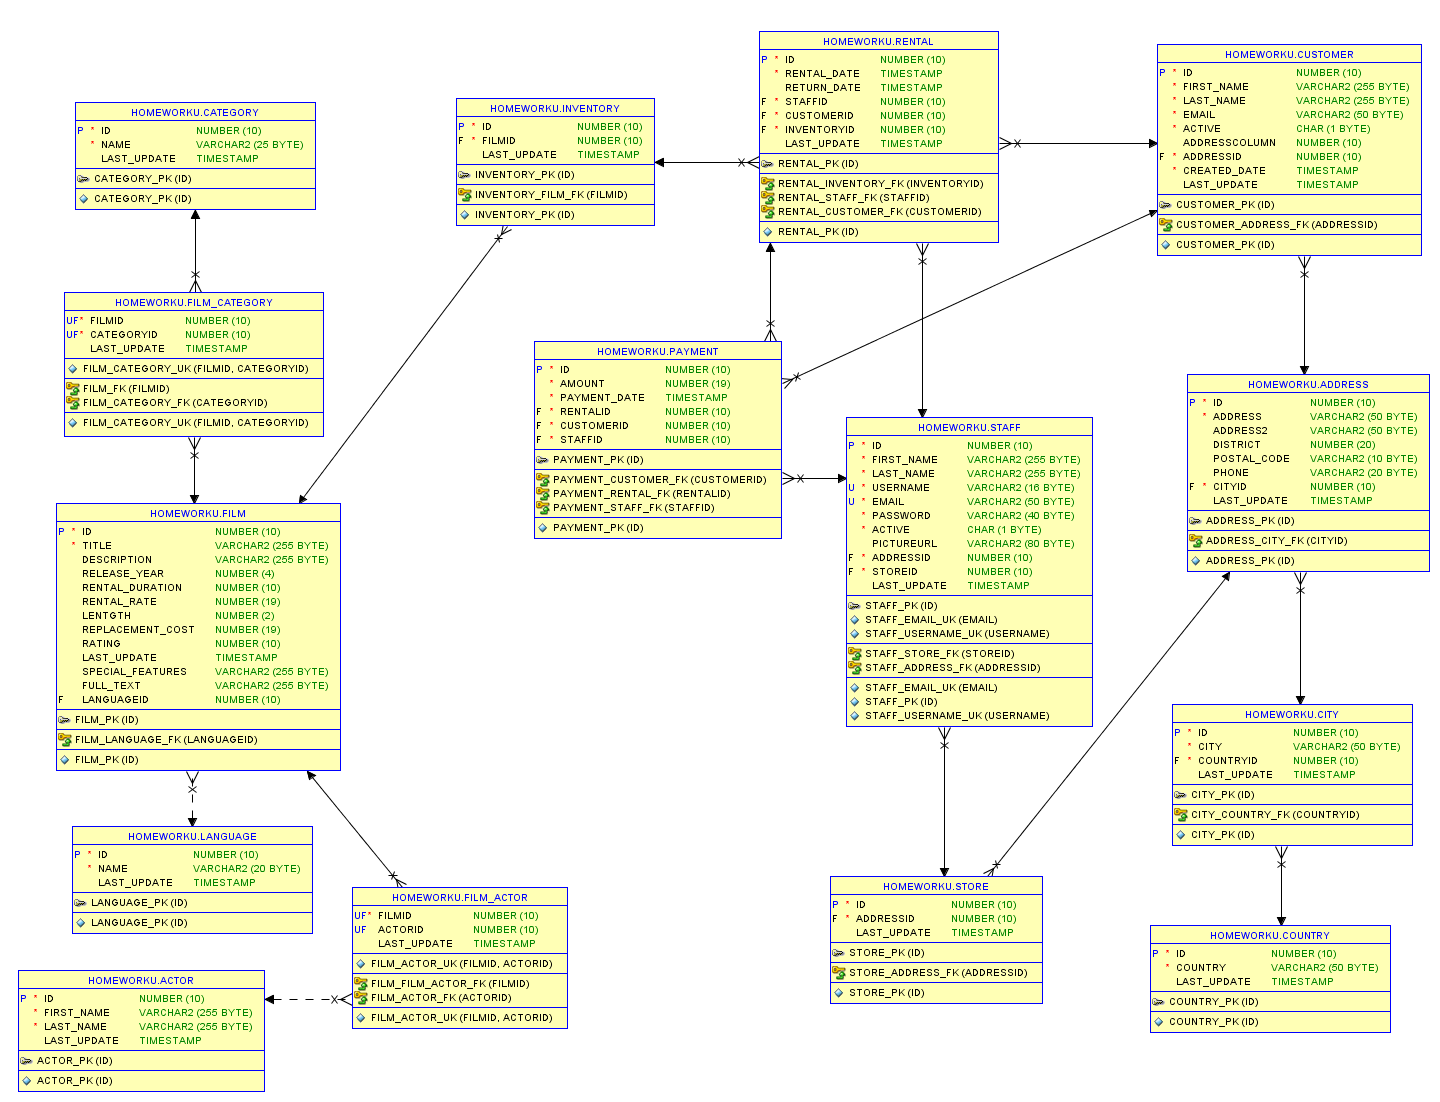 HOMEWORKU.CATEGORY
P * ID NUMBER (10)
* NAME VARCHAR2 (25 BYTE)
LAST_UPDATE TIMESTAMP
CATEGORY_PK (ID)
CATEGORY_PK (ID)
HOMEWORKU.INVENTORY
P * ID NUMBER (10)
F * FILMID NUMBER (10)
LAST_UPDATE TIMESTAMP
INVENTORY_PK (ID)
INVENTORY_FILM_FK (FILMID)
INVENTORY_PK (ID)
HOMEWORKU.RENTAL
P * ID NUMBER (10)
* RENTAL_DATE TIMESTAMP
RETURN_DATE TIMESTAMP
F * STAFFID NUMBER (10)
F * CUSTOMERID NUMBER (10)
F * INVENTORYID NUMBER (10)
LAST_UPDATE TIMESTAMP
RENTAL_PK (ID)
RENTAL_INVENTORY_FK (INVENTORYID)
RENTAL_STAFF_FK (STAFFID)
RENTAL_CUSTOMER_FK (CUSTOMERID)
RENTAL_PK (ID)
HOMEWORKU.CUSTOMER
P * ID NUMBER (10)
* FIRST_NAME VARCHAR2 (255 BYTE)
* LAST_NAME VARCHAR2 (255 BYTE)
* EMAIL VARCHAR2 (50 BYTE)
* ACTIVE CHAR (1 BYTE)
ADDRESSCOLUMN NUMBER (10)
F * ADDRESSID NUMBER (10)
* CREATED_DATE TIMESTAMP
LAST_UPDATE TIMESTAMP
CUSTOMER_PK (ID)
CUSTOMER_ADDRESS_FK (ADDRESSID)
CUSTOMER_PK (ID)
HOMEWORKU.FILM_CATEGORY
UF* FILMID NUMBER (10)
UF* CATEGORYID NUMBER (10)
LAST_UPDATE TIMESTAMP
FILM_CATEGORY_UK (FILMID, CATEGORYID)
FILM_FK (FILMID)
FILM_CATEGORY_FK (CATEGORYID)
FILM_CATEGORY_UK (FILMID, CATEGORYID)
HOMEWORKU.PAYMENT
P * ID NUMBER (10)
* AMOUNT NUMBER (19)
* PAYMENT_DATE TIMESTAMP
F * RENTALID NUMBER (10)
F * CUSTOMERID NUMBER (10)
F * STAFFID NUMBER (10)
PAYMENT_PK (ID)
PAYMENT_CUSTOMER_FK (CUSTOMERID)
PAYMENT_RENTAL_FK (RENTALID)
PAYMENT_STAFF_FK (STAFFID)
PAYMENT_PK (ID)
HOMEWORKU.STAFF
P * ID NUMBER (10)
* FIRST_NAME VARCHAR2 (255 BYTE)
* LAST_NAME VARCHAR2 (255 BYTE)
U * USERNAME VARCHAR2 (16 BYTE)
U * EMAIL VARCHAR2 (50 BYTE)
* PASSWORD VARCHAR2 (40 BYTE)
* ACTIVE CHAR (1 BYTE)
PICTUREURL VARCHAR2 (80 BYTE)
F * ADDRESSID NUMBER (10)
F * STOREID NUMBER (10)
LAST_UPDATE TIMESTAMP
STAFF_PK (ID)
STAFF_EMAIL_UK (EMAIL)
STAFF_USERNAME_UK (USERNAME)
STAFF_STORE_FK (STOREID)
STAFF_ADDRESS_FK (ADDRESSID)
STAFF_EMAIL_UK (EMAIL)
STAFF_PK (ID)
STAFF_USERNAME_UK (USERNAME)
HOMEWORKU.ADDRESS
P * ID NUMBER (10)
* ADDRESS VARCHAR2 (50 BYTE)
ADDRESS2 VARCHAR2 (50 BYTE)
DISTRICT NUMBER (20)
POSTAL_CODE VARCHAR2 (10 BYTE)
PHONE VARCHAR2 (20 BYTE)
F * CITYID NUMBER (10)
LAST_UPDATE TIMESTAMP
ADDRESS_PK (ID)
ADDRESS_CITY_FK (CITYID)
ADDRESS_PK (ID)
HOMEWORKU.FILM
P * ID NUMBER (10)
* TITLE VARCHAR2 (255 BYTE)
DESCRIPTION VARCHAR2 (255 BYTE)
RELEASE_YEAR NUMBER (4)
RENTAL_DURATION NUMBER (10)
RENTAL_RATE NUMBER (19)
LENTGTH NUMBER (2)
REPLACEMENT_COST NUMBER (19)
RATING NUMBER (10)
LAST_UPDATE TIMESTAMP
SPECIAL_FEATURES VARCHAR2 (255 BYTE)
FULL_TEXT VARCHAR2 (255 BYTE)
F LANGUAGEID NUMBER (10)
FILM_PK (ID)
FILM_LANGUAGE_FK (LANGUAGEID)
FILM_PK (ID)
HOMEWORKU.CITY
P * ID NUMBER (10)
* CITY VARCHAR2 (50 BYTE)
F * COUNTRYID NUMBER (10)
LAST_UPDATE TIMESTAMP
CITY_PK (ID)
CITY_COUNTRY_FK (COUNTRYID)
CITY_PK (ID)
HOMEWORKU.LANGUAGE
P * ID NUMBER (10)
* NAME VARCHAR2 (20 BYTE)
LAST_UPDATE TIMESTAMP
LANGUAGE_PK (ID)
LANGUAGE_PK (ID)
HOMEWORKU.FILM_ACTOR
UF* FILMID NUMBER (10)
UF ACTORID NUMBER (10)
LAST_UPDATE TIMESTAMP
FILM_ACTOR_UK (FILMID, ACTORID)
FILM_FILM_ACTOR_FK (FILMID)
FILM_ACTOR_FK (ACTORID)
FILM_ACTOR_UK (FILMID, ACTORID)
HOMEWORKU.STORE
P * ID NUMBER (10)
F * ADDRESSID NUMBER (10)
LAST_UPDATE TIMESTAMP
STORE_PK (ID)
STORE_ADDRESS_FK (ADDRESSID)
STORE_PK (ID)
HOMEWORKU.COUNTRY
P * ID NUMBER (10)
* COUNTRY VARCHAR2 (50 BYTE)
LAST_UPDATE TIMESTAMP
COUNTRY_PK (ID)
COUNTRY_PK (ID)
HOMEWORKU.ACTOR
P * ID NUMBER (10)
* FIRST_NAME VARCHAR2 (255 BYTE)
* LAST_NAME VARCHAR2 (255 BYTE)
LAST_UPDATE TIMESTAMP
ACTOR_PK (ID)
ACTOR_PK (ID)